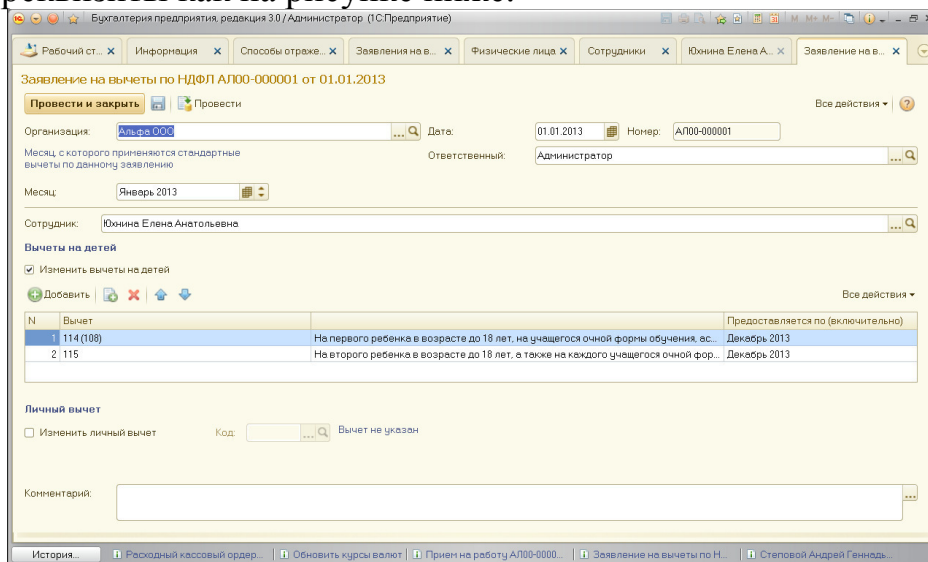 реквизиты как на рисунке ниже.
Бухгалтерия предприятия, редакция 3.0 / Администратор (1С:Предприятие)
M M+ M-
Рабочий ст... Информация Способы отраже... Заявления на в... Физические лица Сотрудники Юхнина Елена А... Заявление на в...
Заявление на вычеты по НДФЛ АЛ00-000001 от 01.01.2013
Провести и закрыть Провести Все действия
Организация: Альфа ООО ... Дата: 01.01.2013 Номер: АЛ00-000001
Месяц, с которого применяются стандартные
вычеты по данному заявлению
Ответственный: Администратор ...
Месяц: Январь 2013
Сотрудник: Юхнина Елена Анатольевна ...
Вычеты на детей
Изменить вычеты на детей
Добавить Все действия
N Вычет Предоставляется по (включительно)
1 114 (108) На первого ребенка в возрасте до 18 лет, на учащегося очной формы обучения, ас... Декабрь 2013
2 115 На второго ребенка в возрасте до 18 лет, а также на каждого учащегося очной фор... Декабрь 2013
Личный вычет
Изменить личный вычет Код: ... Вычет не указан
Комментарий: ...
История... Расходный кассовый ордер... Обновить курсы валют Прием на работу АЛ00-0000... Заявление на вычеты по Н... Степовой Андрей Геннадь...